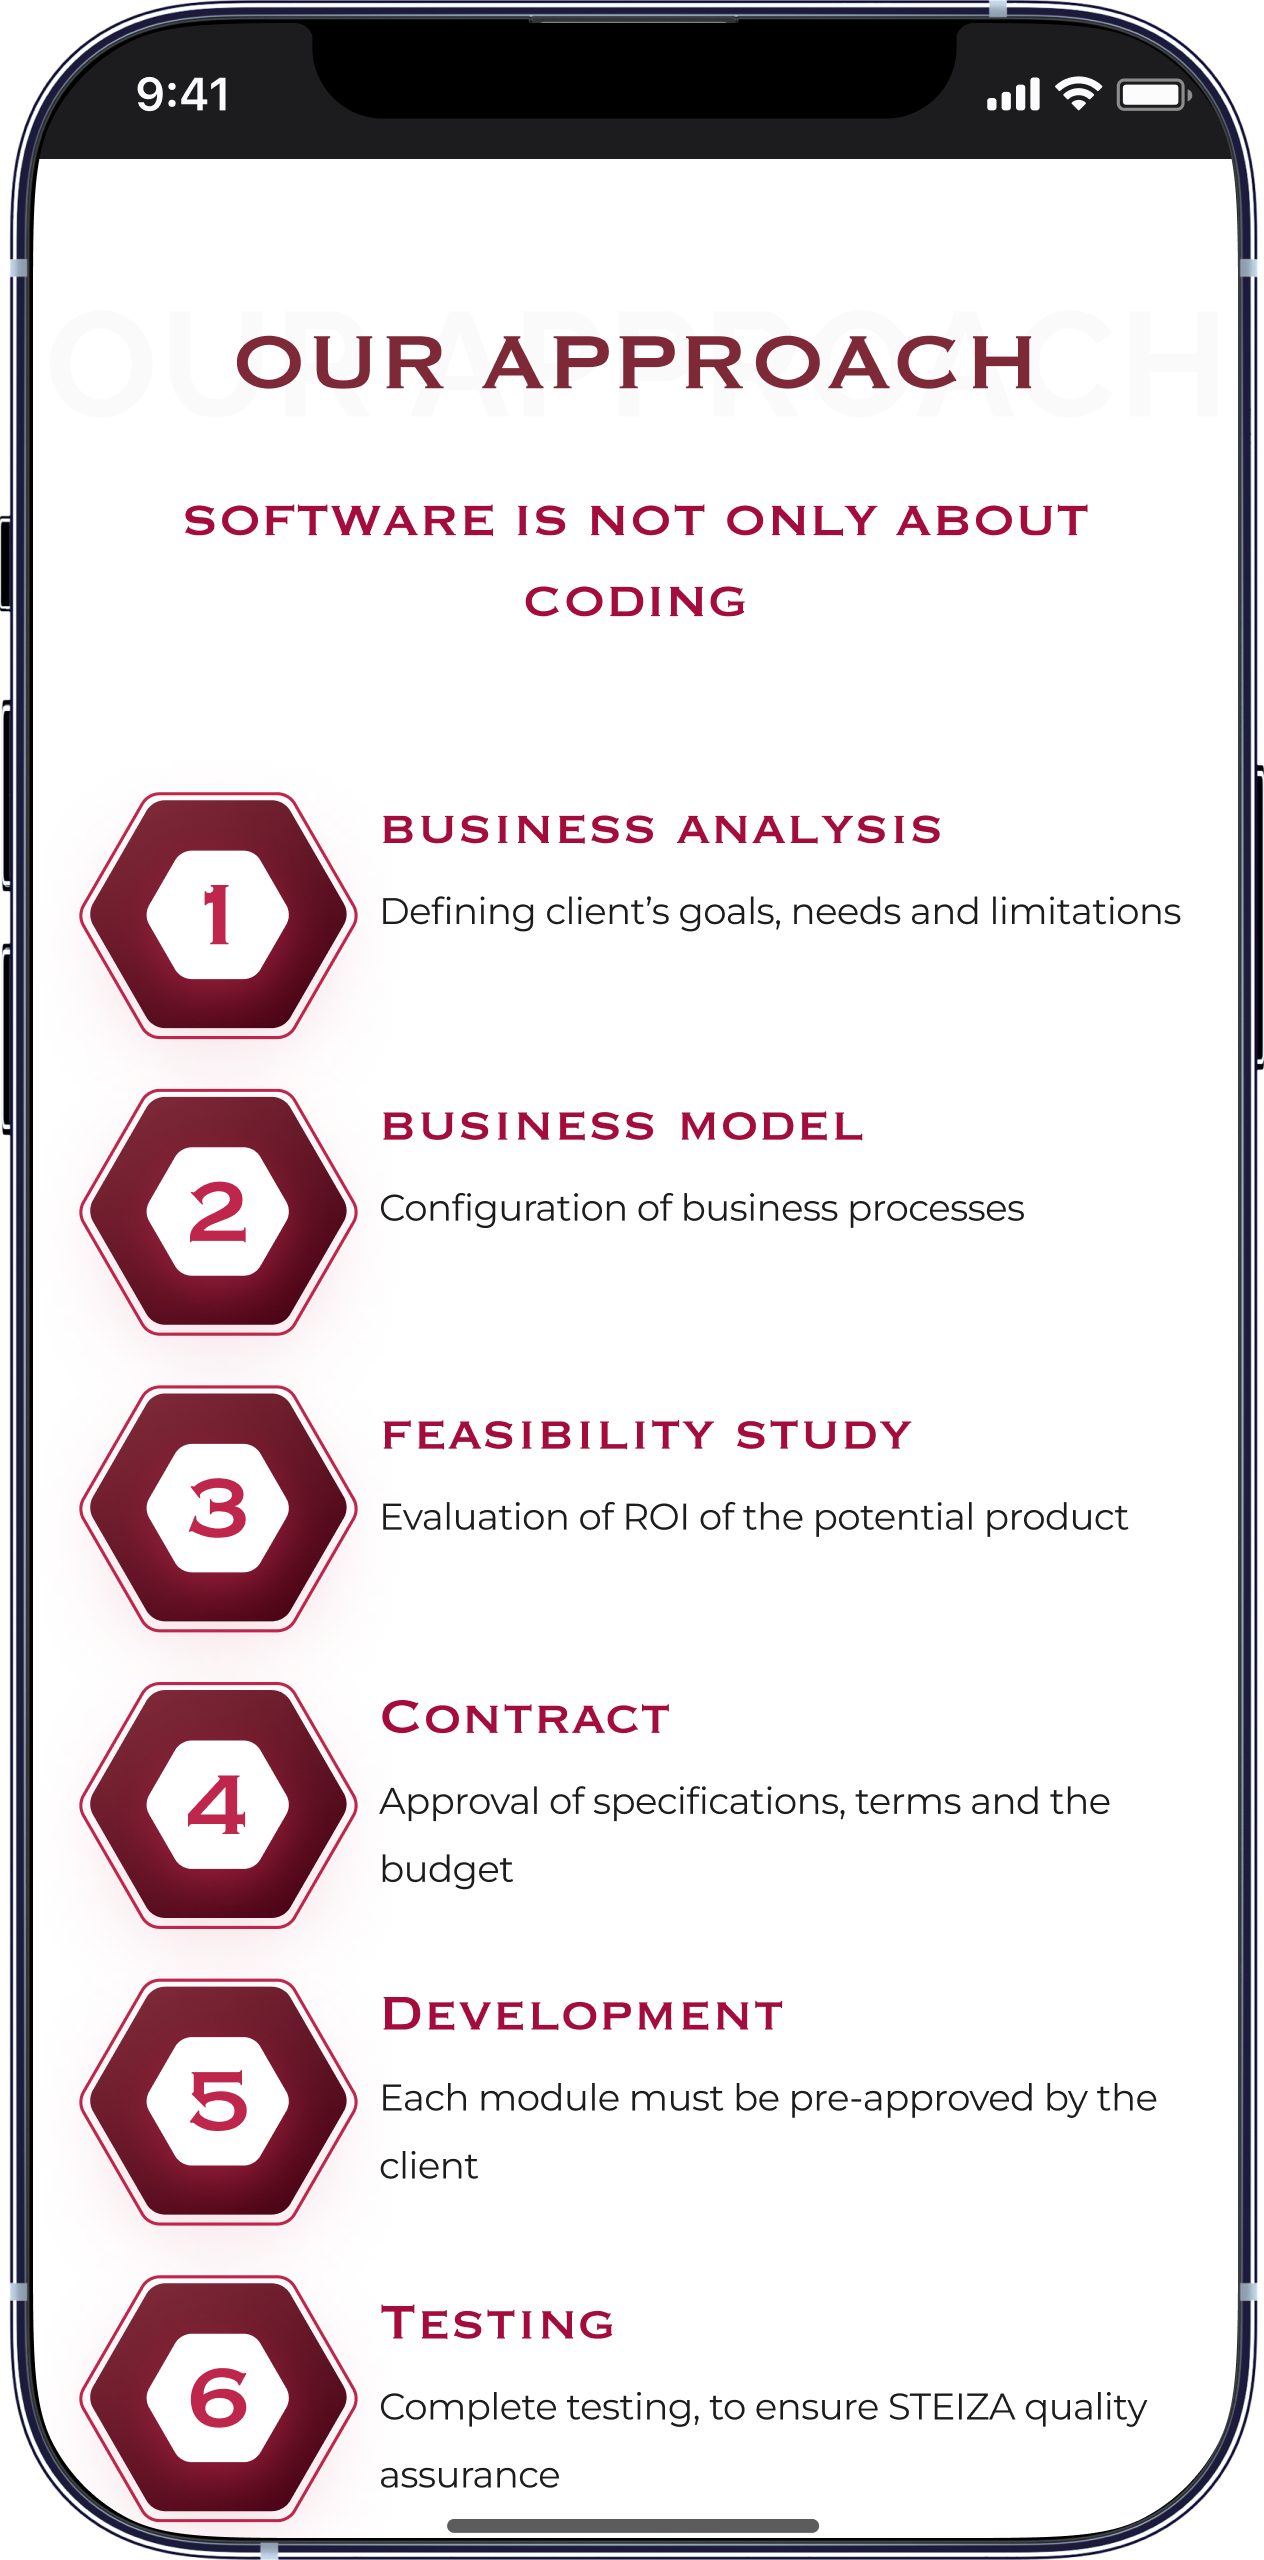 9:41
OUR APPROACH
OUR APPROACH
SOFTWARE IS NOT ONLY ABOUT
CODING
1
BUSINESS ANALYSIS
Defining client’s goals, needs and limitations
2
BUSINESS MODEL
Configuration of business processes
3
FEASIBILITY STUDY
Evaluation of ROI of the potential product
4
CONTRACT
Approval of specifications, terms and the
budget
5
DEVELOPMENT
Each module must be pre-approved by the
client
6
TESTING
Complete testing, to ensure STEIZA quality
assurance